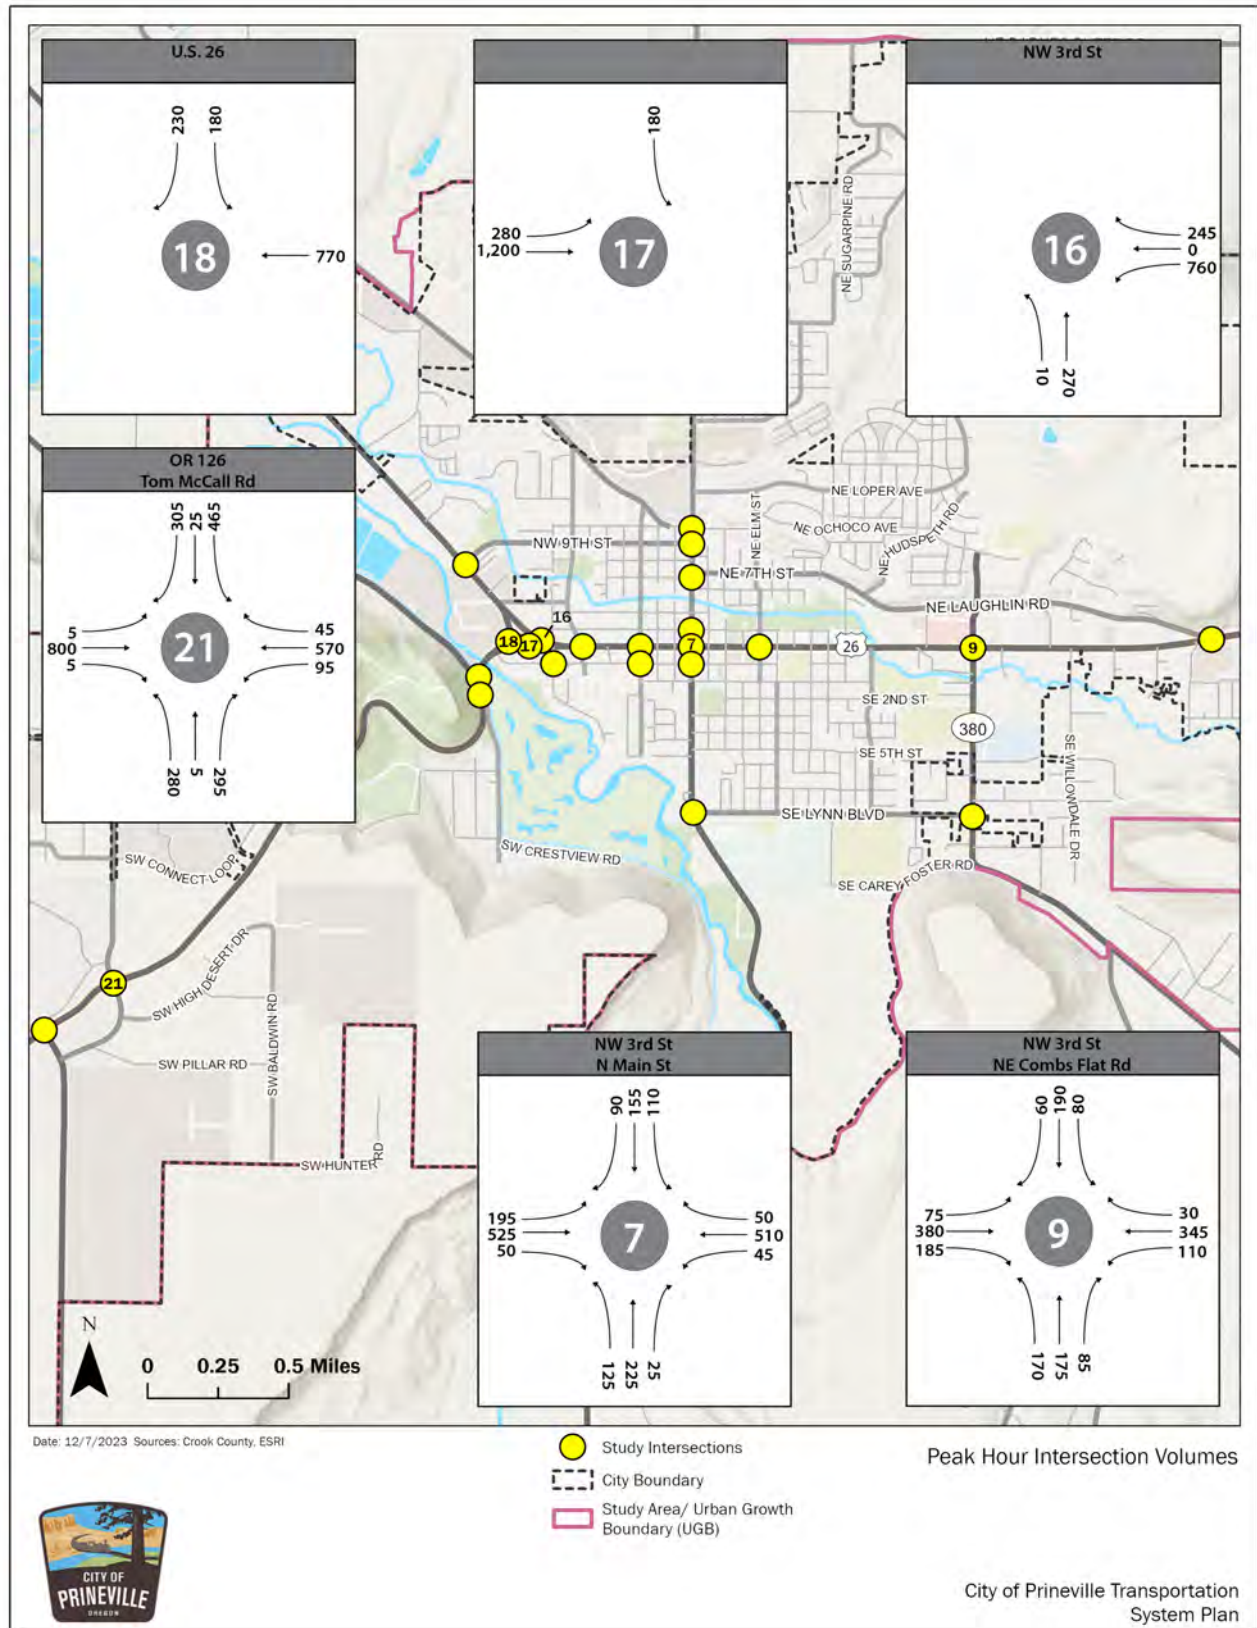 U.S. 26
230
180
770
18
180
280
1,200
17
NW 3rd St
16
245
0
760
10
270
OR 126
Tom McCall Rd
305
25
465
5
800
5
21
45
570
95
280
5
295
NE SUGARPINE RD
NE LOPER AVE
NE OCHOCO AVE
NE ELM ST
NE HUDSPETH RD
NW 9TH ST
NE 7TH ST
NE LAUGHLIN RD
16
18
17
7
26
9
SE 2ND ST
380
SE 5TH ST
SE WILLOWDALE DR
SE LYNN BLVD
SW CRESTVIEW RD
SE CAREY FOSTER RD
SW CONNECT LOOP
21
SW HIGH DESERT DR
SW BALDWIN RD
SW PILLAR RD
SW HUNTER RD
NW 3rd St
N Main St
90
155
110
195
525
50
7
50
510
45
125
225
25
NW 3rd St
NE Combs Flat Rd
60
160
80
75
380
185
9
30
345
110
170
175
85
N
0 0.25 0.5 Miles
Date: 12/7/2023 Sources: Crook County, ESRI
Study Intersections
City Boundary
Study Area/ Urban Growth
Boundary (UGB)
Peak Hour Intersection Volumes
CITY OF
PRINEVILLE
OREGON
City of Prineville Transportation
System Plan